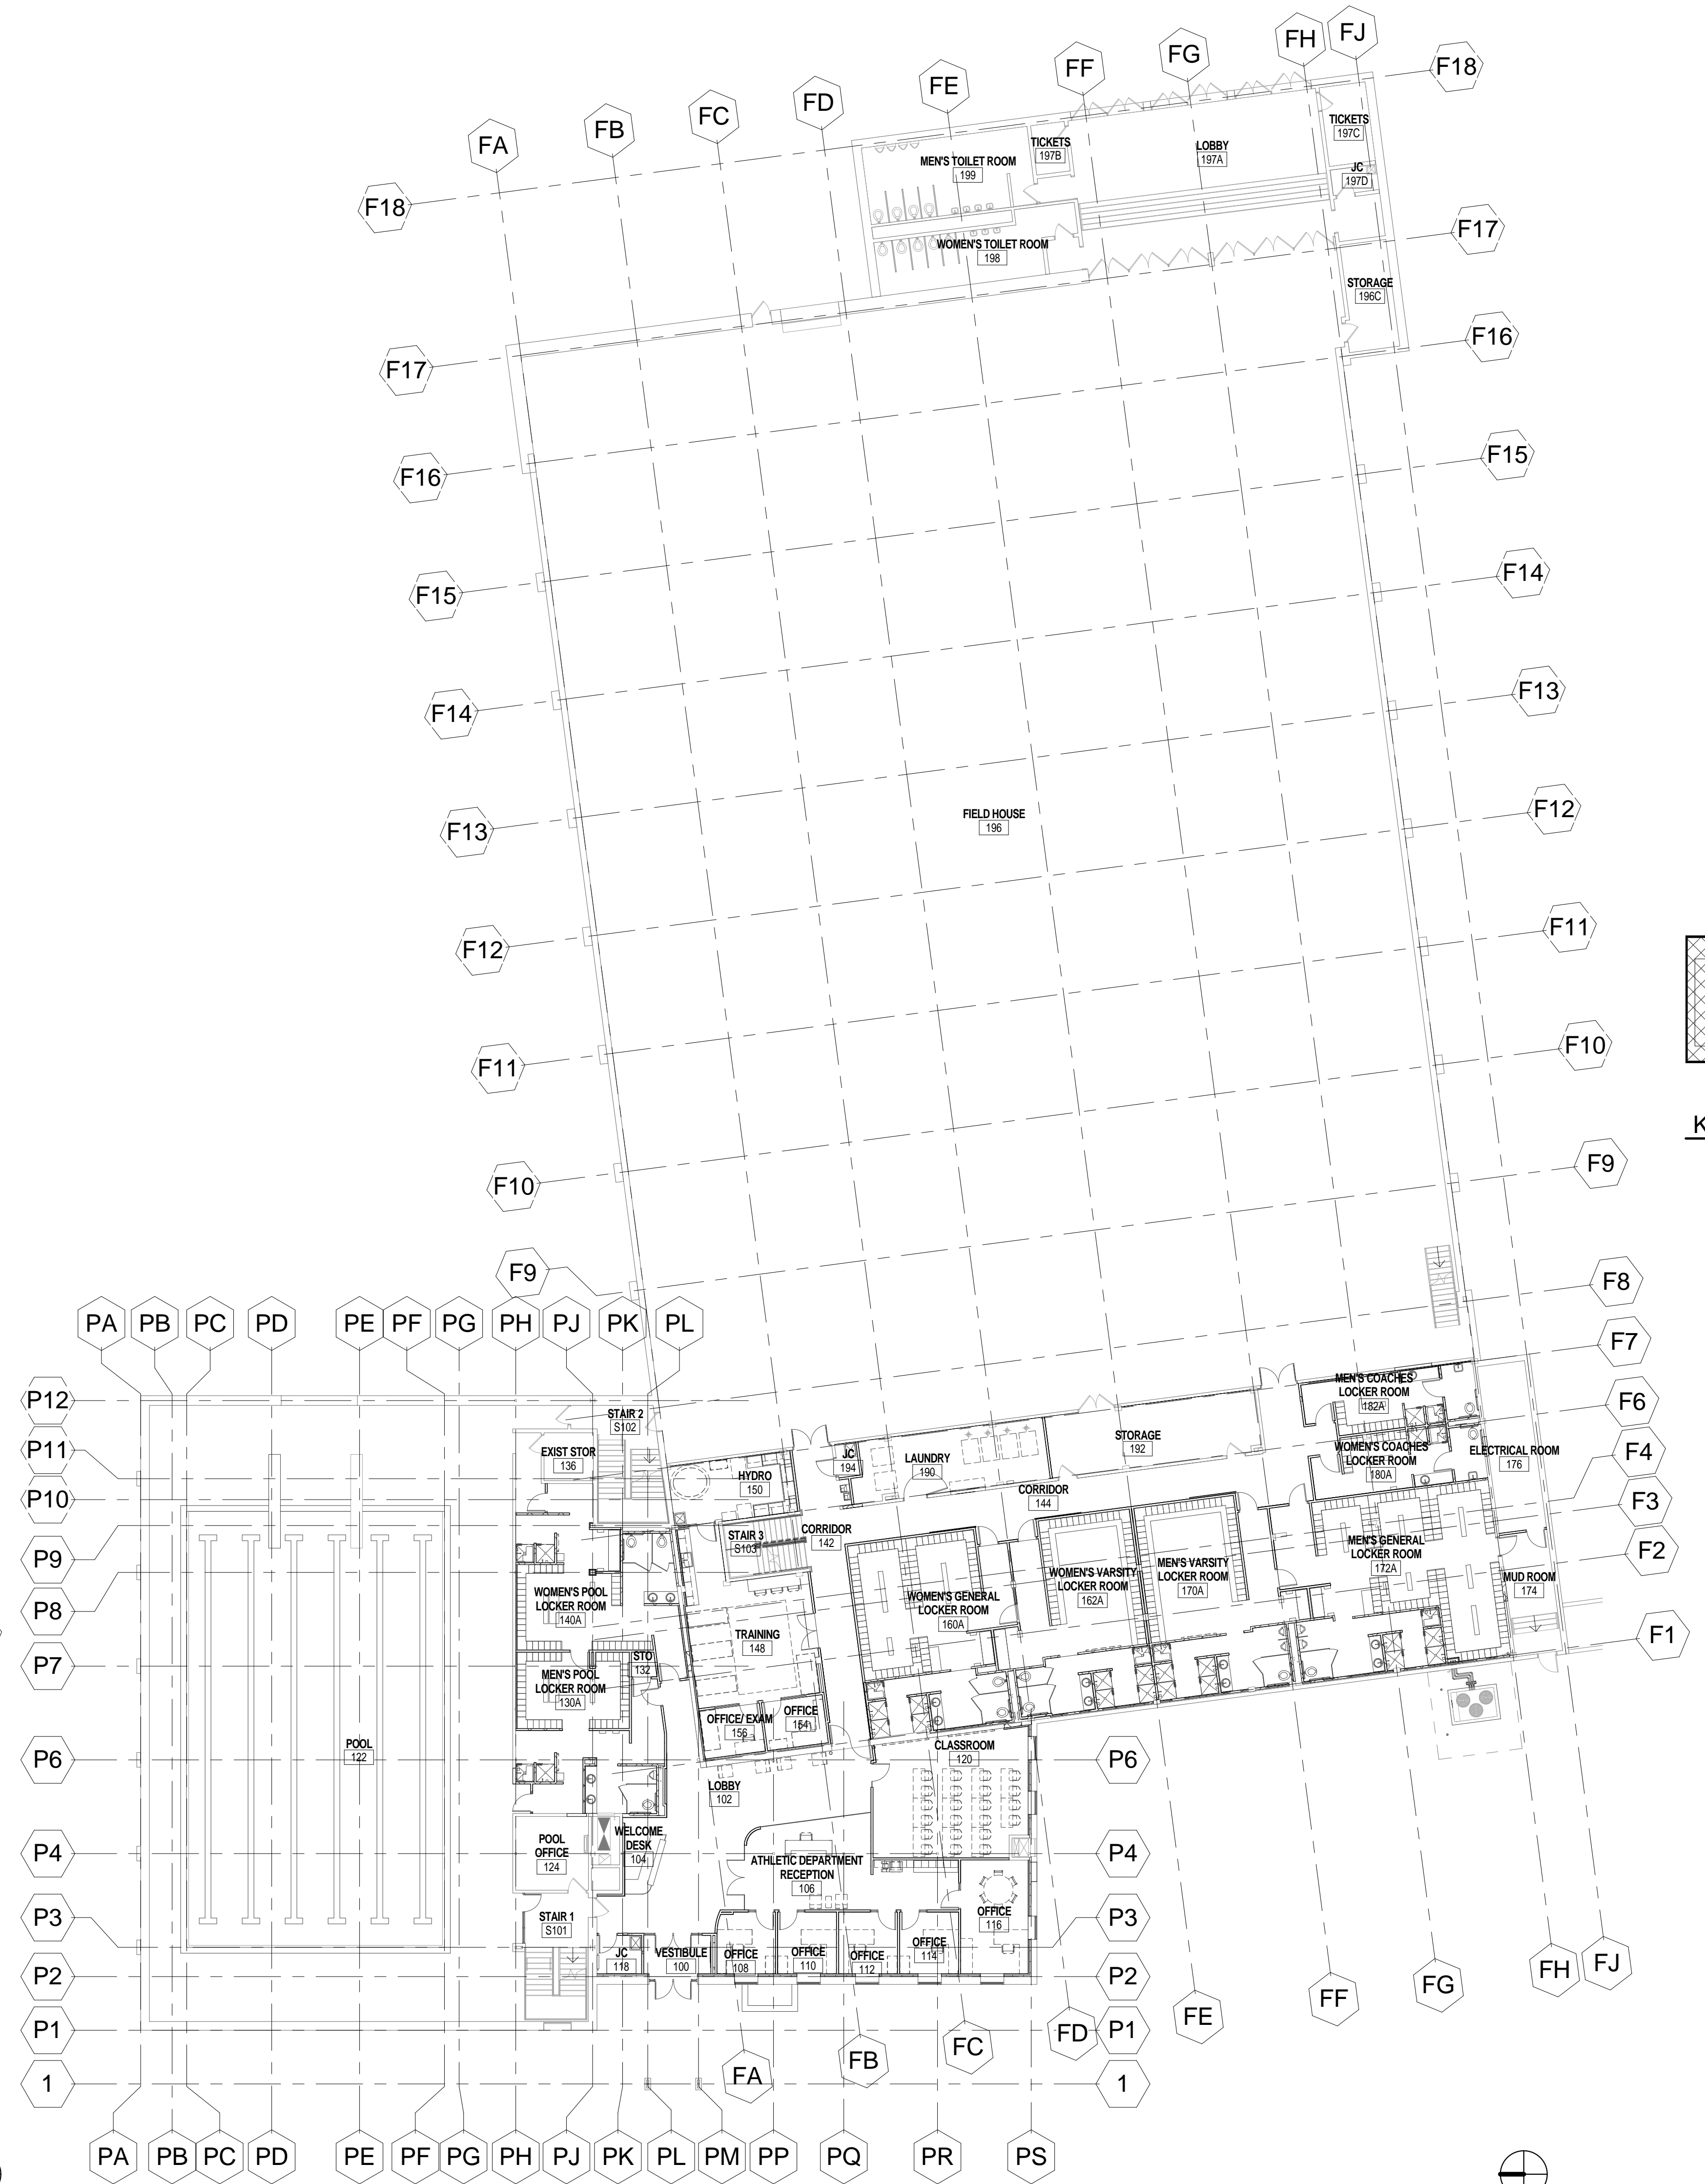 FJ
FH
FG
F18
FF
FE
FD
FC
FB
FA
TICKETS
197C
TICKETS
197B
LOBBY
197A
MEN'S TOILET ROOM
199
JC
197D
F18
F17
WOMEN'S TOILET ROOM
198
STORAGE
196C
F16
F17
F15
F16
F14
F15
F13
F14
F12
FIELD HOUSE
196
F13
F11
F12
F10
F11
K
F9
F10
F9
F8
PA
PB
PC
PD
PE
PF
PG
PH
PJ
PK
PL
F7
P12
MEN'S COACHES
LOCKER ROOM
182A
F6
STAIR 2
S102
P11
EXIST STOR
136
STORAGE
192
JC
194
LAUNDRY
190
WOMEN'S COACHES
LOCKER ROOM
180A
ELECTRICAL ROOM
176
F4
HYDRO
150
P10
CORRIDOR
144
F3
STAIR 3
S103
CORRIDOR
142
P9
MEN'S GENERAL
LOCKER ROOM
172A
F2
WOMEN'S VARSITY
LOCKER ROOM
162A
MEN'S VARSITY
LOCKER ROOM
170A
MUD ROOM
174
P8
WOMEN'S POOL
LOCKER ROOM
140A
WOMEN'S GENERAL
LOCKER ROOM
160A
TRAINING
148
F1
P7
STO
132
MEN'S POOL
LOCKER ROOM
130A
OFFICE/ EXAM
156
OFFICE
154
P6
POOL
122
CLASSROOM
120
P6
LOBBY
102
WELCOME
DESK
104
POOL
OFFICE
124
P4
ATHLETIC DEPARTMENT
RECEPTION
106
P4
P3
STAIR 1
S101
OFFICE
116
P3
JC
118
VESTIBULE
100
OFFICE
108
OFFICE
110
OFFICE
112
OFFICE
114
P2
P2
FJ
FH
FG
FF
FE
P1
FD
P1
FC
FB
FA
1
1
PA
PB
PC
PD
PE
PF
PG
PH
PJ
PK
PL
PM
PP
PQ
PR
PS